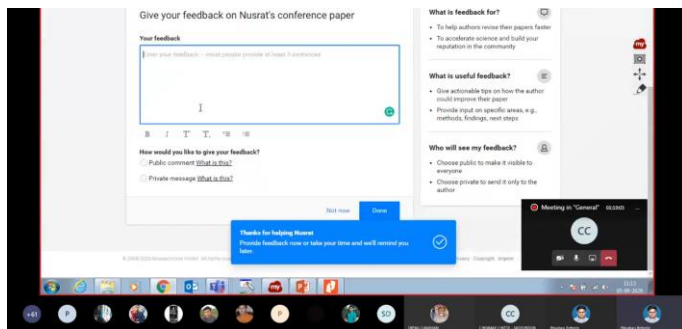 Give your feedback on Nusrat's conference paper
Your feedback
Enter your feedback – most people provide at least 3 sentences
B I T T,
How would you like to give your feedback?
Public comment What is this?
Private message What is this?
Not now Done
Thanks for helping Nusrat
Provide feedback now or take your time and we'll remind you
later.
What is feedback for?
• To help authors revise their papers faster
• To accelerate science and build your
reputation in the community
What is useful feedback?
• Give actionable tips on how the author
could improve their paper
• Provide input on specific areas, e.g.,
methods, findings, next steps
Who will see my feedback?
• Choose public to make it visible to
everyone
• Choose private to send it only to the
author
my
Meeting in "General"
CC
Copyright Imprint
11:13
+61
P
P
SO
CC